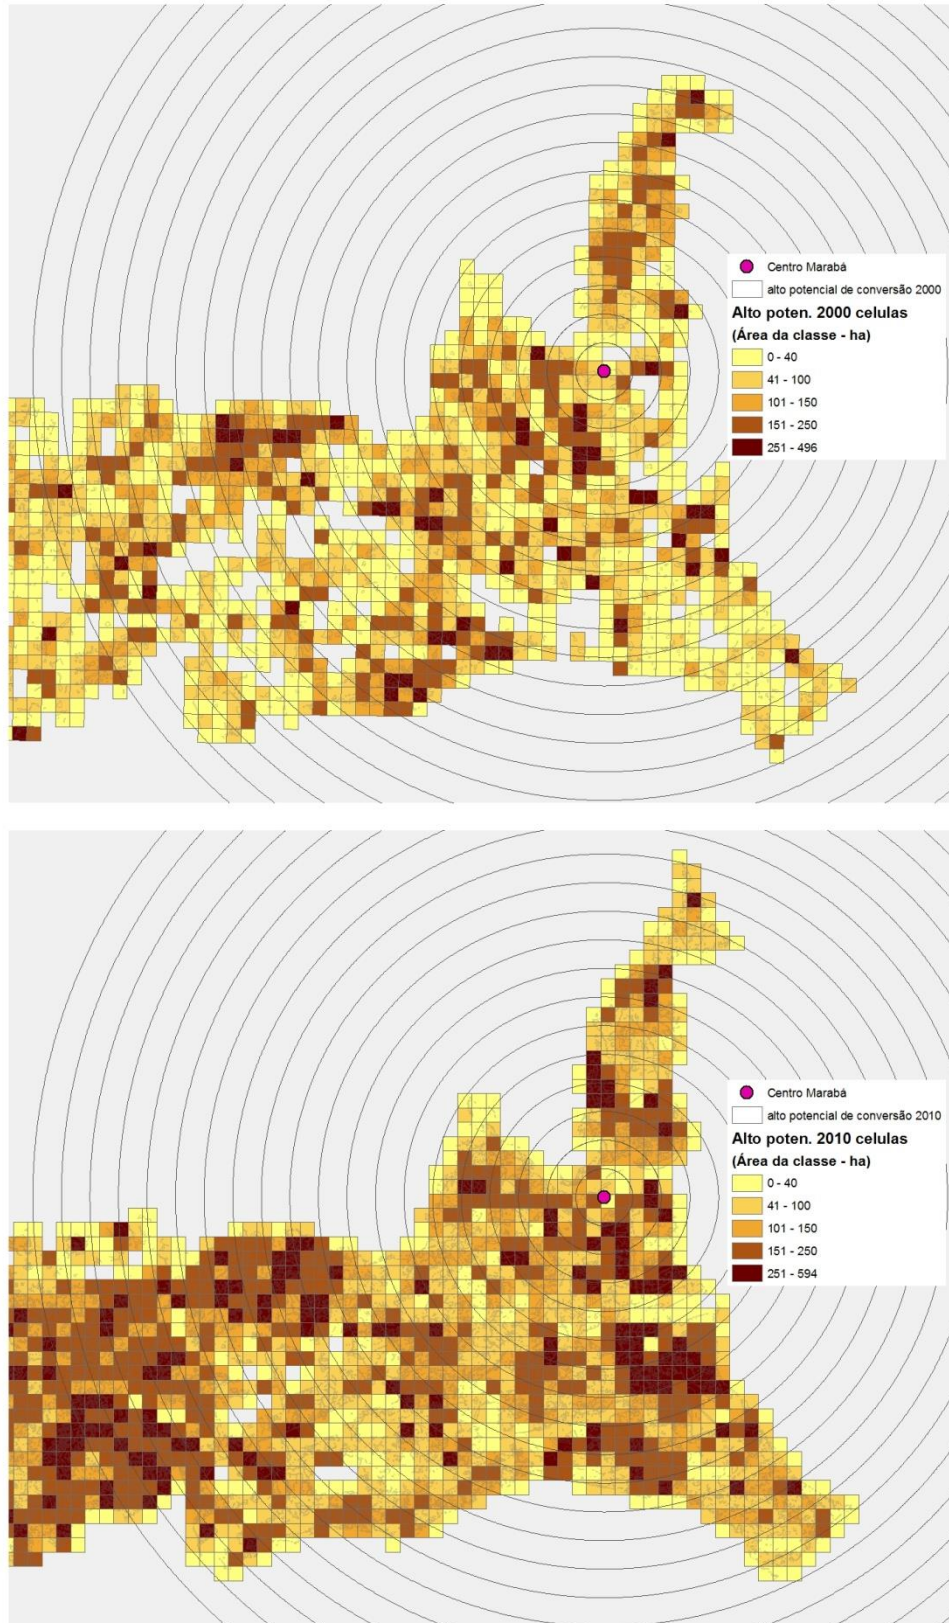 Centro Marabá
alto potencial de conversão 2000
Alto poten. 2000 celulas
(Área da classe - ha)
0 - 40
41 - 100
101 - 150
151 - 250
251 - 496
Centro Marabá
alto potencial de conversão 2010
Alto poten. 2010 celulas
(Área da classe - ha)
0 - 40
41 - 100
101 - 150
151 - 250
251 - 594